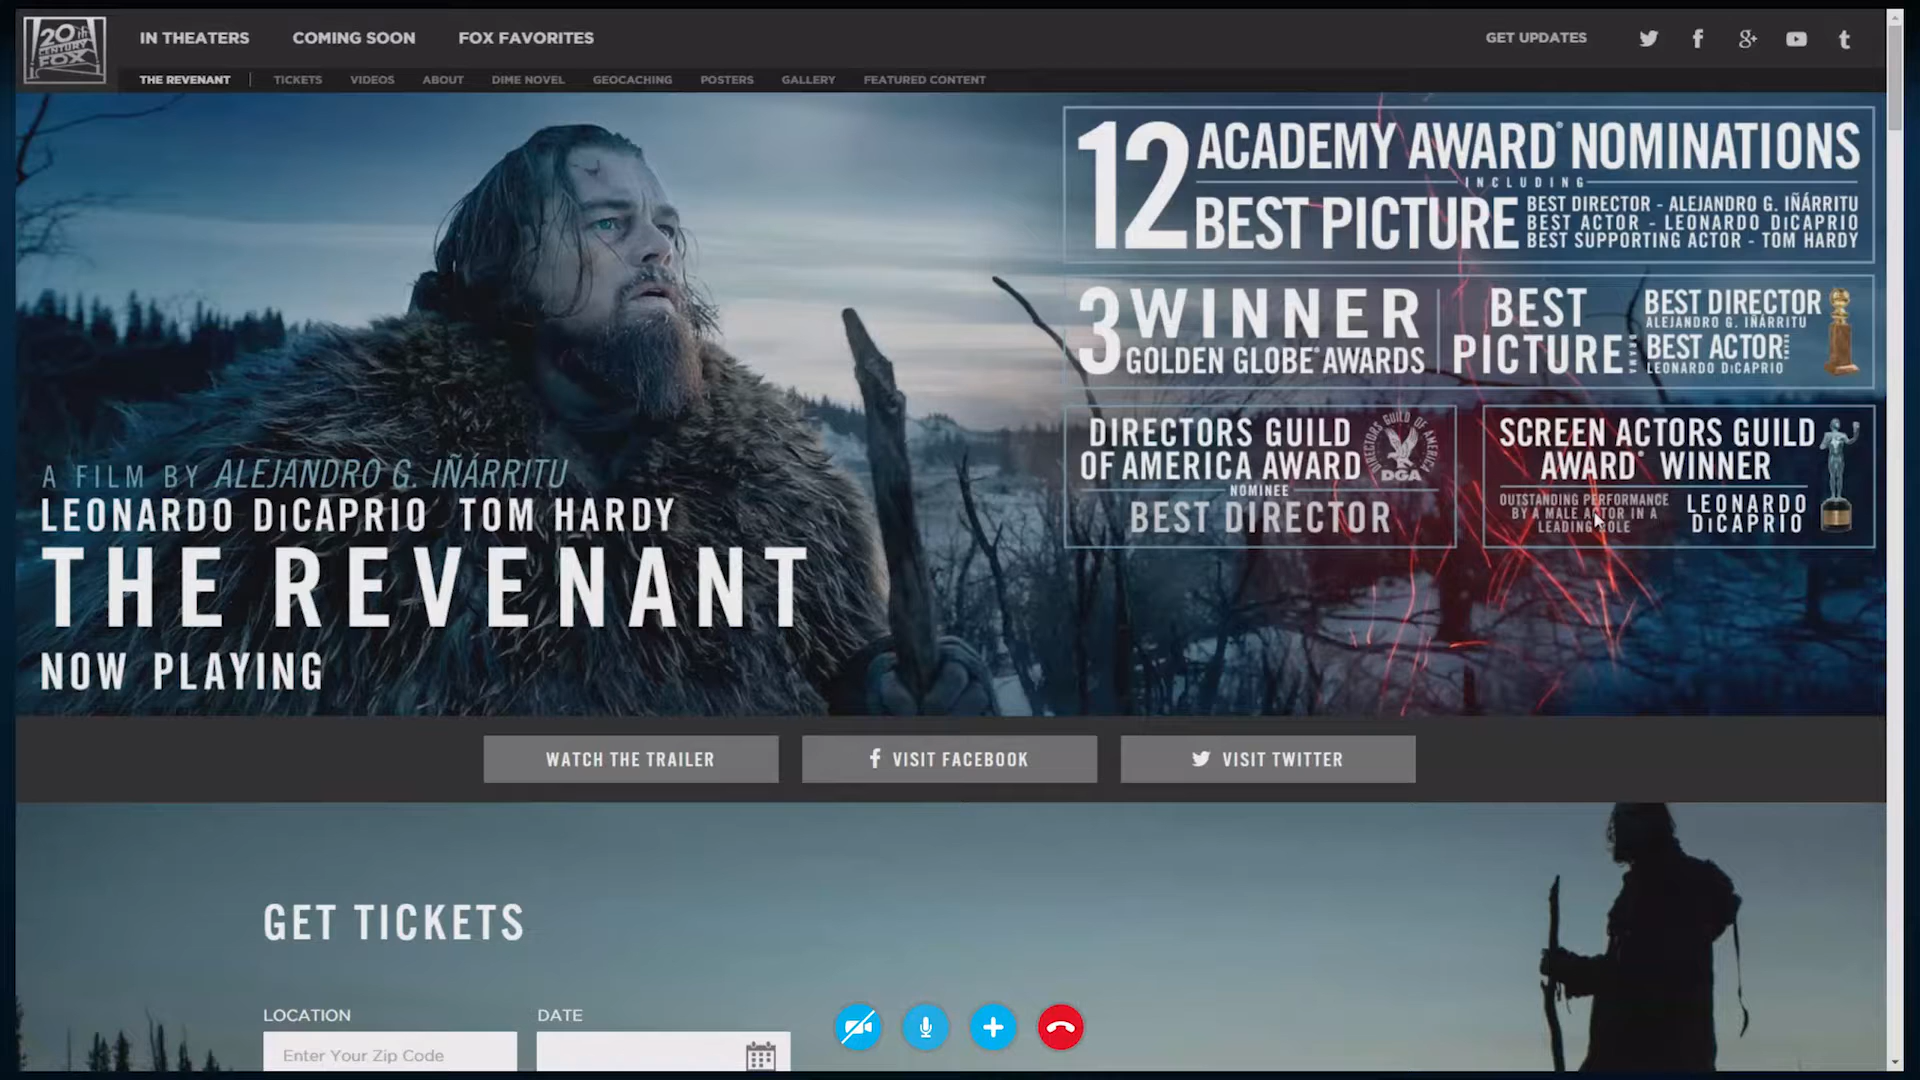 20th
CENTURY
FOX
IN THEATERS
COMING SOON
FOX FAVORITES
GET UPDATES
THE REVENANT
TICKETS
VIDEOS
ABOUT
DIME NOVEL
GEOCACHING
POSTERS
GALLERY
FEATURED CONTENT
12 ACADEMY AWARD® NOMINATIONS
INCLUDING
BEST PICTURE
BEST DIRECTOR - ALEJANDRO G. IÑÁRRITU
BEST ACTOR - LEONARDO DiCAPRIO
BEST SUPPORTING ACTOR - TOM HARDY
3 WINNER
GOLDEN GLOBE® AWARDS
BEST
PICTURE
DRAMA
BEST DIRECTOR
ALEJANDRO G. IÑÁRRITU
BEST ACTOR
LEONARDO DiCAPRIO
DIRECTORS GUILD
OF AMERICA AWARD
NOMINEE
BEST DIRECTOR
DIRECTORS GUILD OF AMERICA
DGA
SCREEN ACTORS GUILD
AWARD® WINNER
OUTSTANDING PERFORMANCE
BY A MALE ACTOR IN A
LEADING ROLE
LEONARDO
DiCAPRIO
A FILM BY ALEJANDRO G. IÑÁRRITU
LEONARDO DiCAPRIO TOM HARDY
THE REVENANT
NOW PLAYING
WATCH THE TRAILER
VISIT FACEBOOK
VISIT TWITTER
GET TICKETS
LOCATION
DATE
Enter Your Zip Code